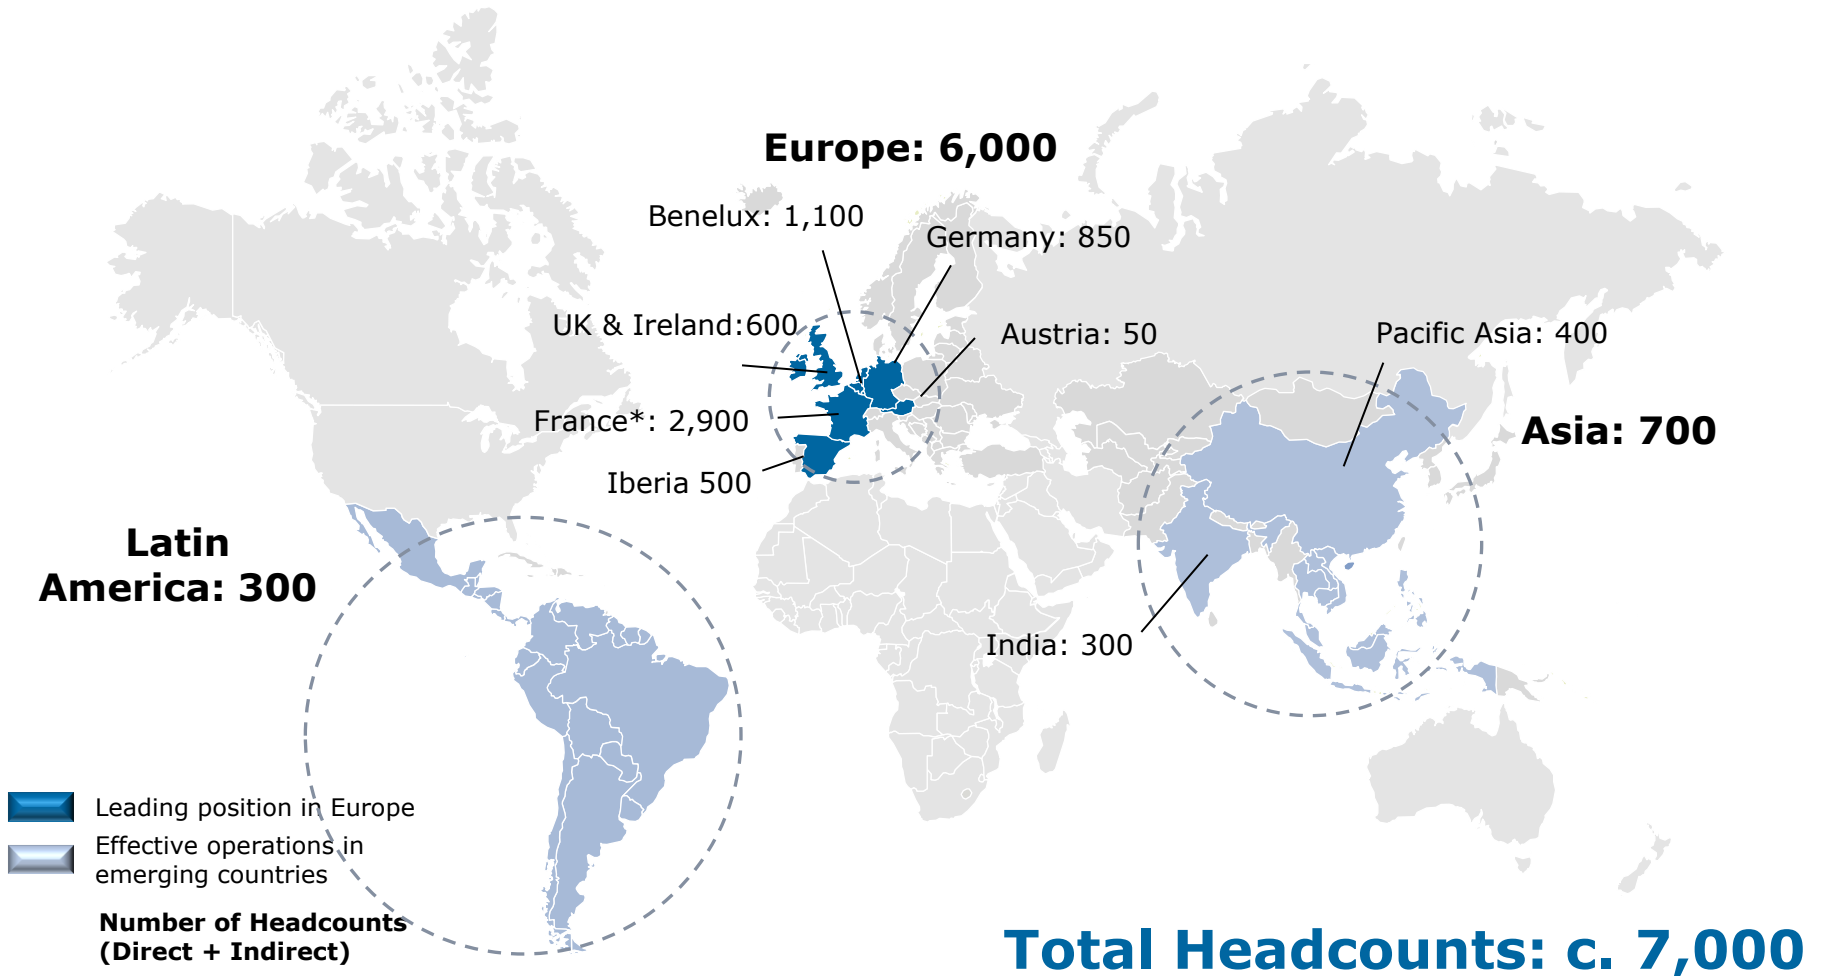 Europe: 6,000
Benelux: 1,100
Germany: 850
UK & Ireland:600
Austria: 50
Pacific Asia: 400
France*: 2,900
Asia: 700
Iberia 500
Latin
America: 300
India: 300
Leading position in Europe
Effective operations in
emerging countries
Number of Headcounts
(Direct + Indirect)
Total Headcounts: c. 7,000